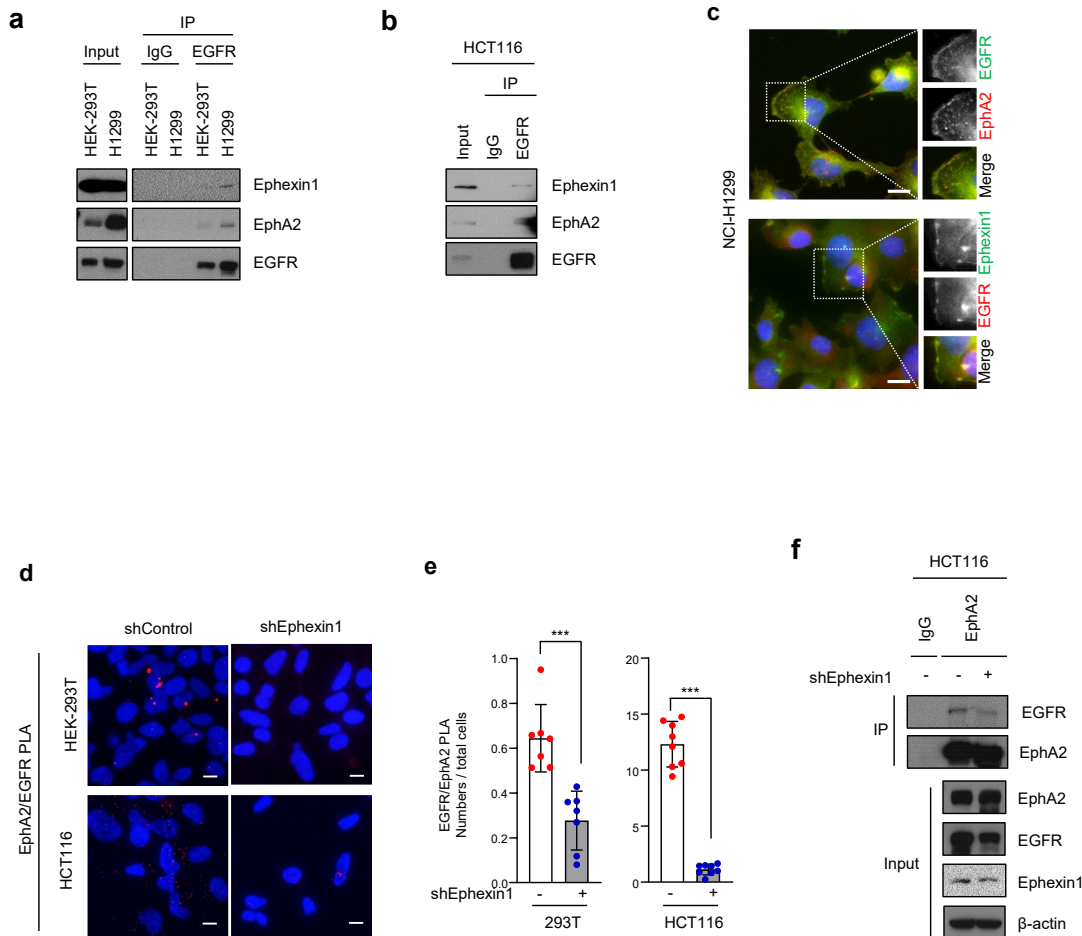 a
IP
Input
IgG
EGFR
HEK-293T
H1299
HEK-293T
H1299
HEK-293T
H1299
Ephexin1
EphA2
EGFR
b
HCT116
IP
Input
IgG
EGFR
Ephexin1
EphA2
EGFR
c
NCI-H1299
EGFR
EphA2
Merge
Ephexin1
EGFR
Merge
d
shControl
shEphexin1
EphA2/EGFR PLA
HEK-293T
HCT116
e
EGFR/EphA2 PLA
Numbers / total cells
***
1.0
0.8
0.6
0.4
0.2
0.0
***
20
15
10
5
0
shEphexin1
- +
- +
293T
HCT116
f
HCT116
IgG
EphA2
shEphexin1
- - +
IP
EGFR
EphA2
Input
EphA2
EGFR
Ephexin1
β-actin